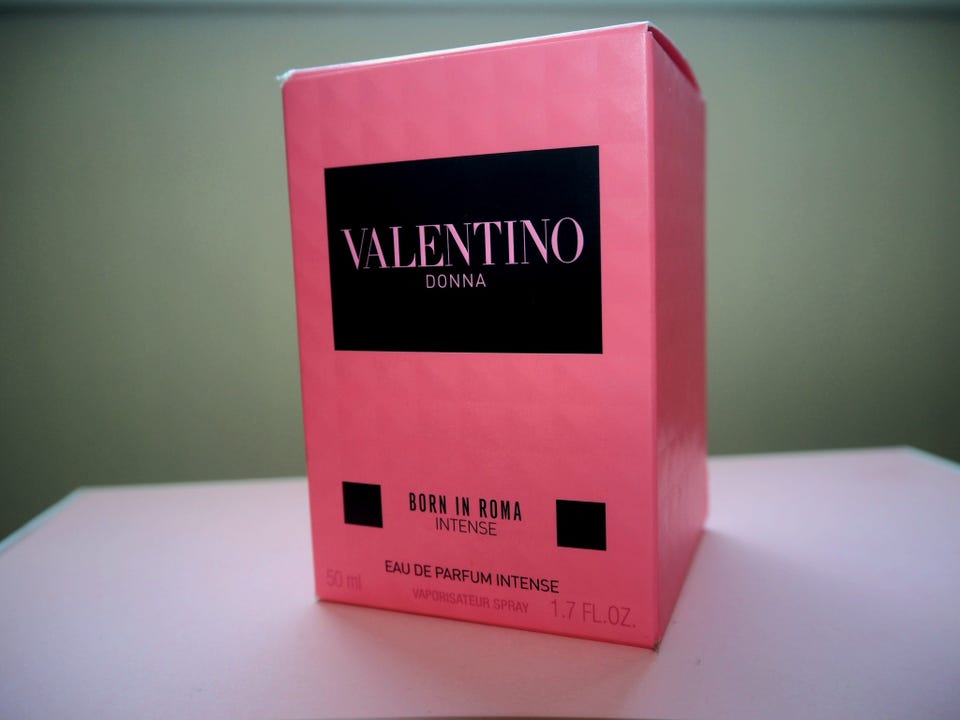 VALENTINO
DONNA
BORN IN ROMA
INTENSE
EAU DE PARFUM INTENSE
50 ml VAPORISATEUR SPRAY 1.7 FL.OZ.